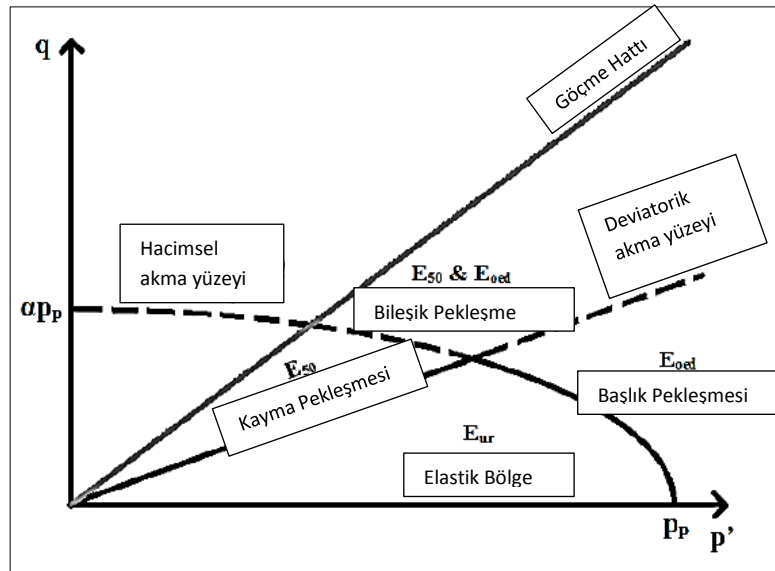 q
Göçme Hattı
Deviatorik
akma yüzeyi
Hacimsel
akma yüzeyi
E50 & Eoed
Bileşik Pekleşme
αpp
E50
Kayma Pekleşmesi
Eoed
Başlık Pekleşmesi
Eur
Elastik Bölge
pp
p’